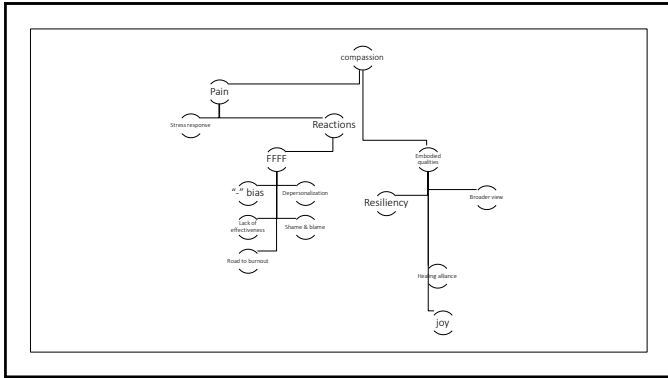 compassion
Pain
Stress response
Reactions
FFFF
Embodied
qualities
"-" bias
Depersonalization
Resiliency
Broader view
Lack of
effectiveness
Shame & blame
Road to burnout
Healing alliance
joy